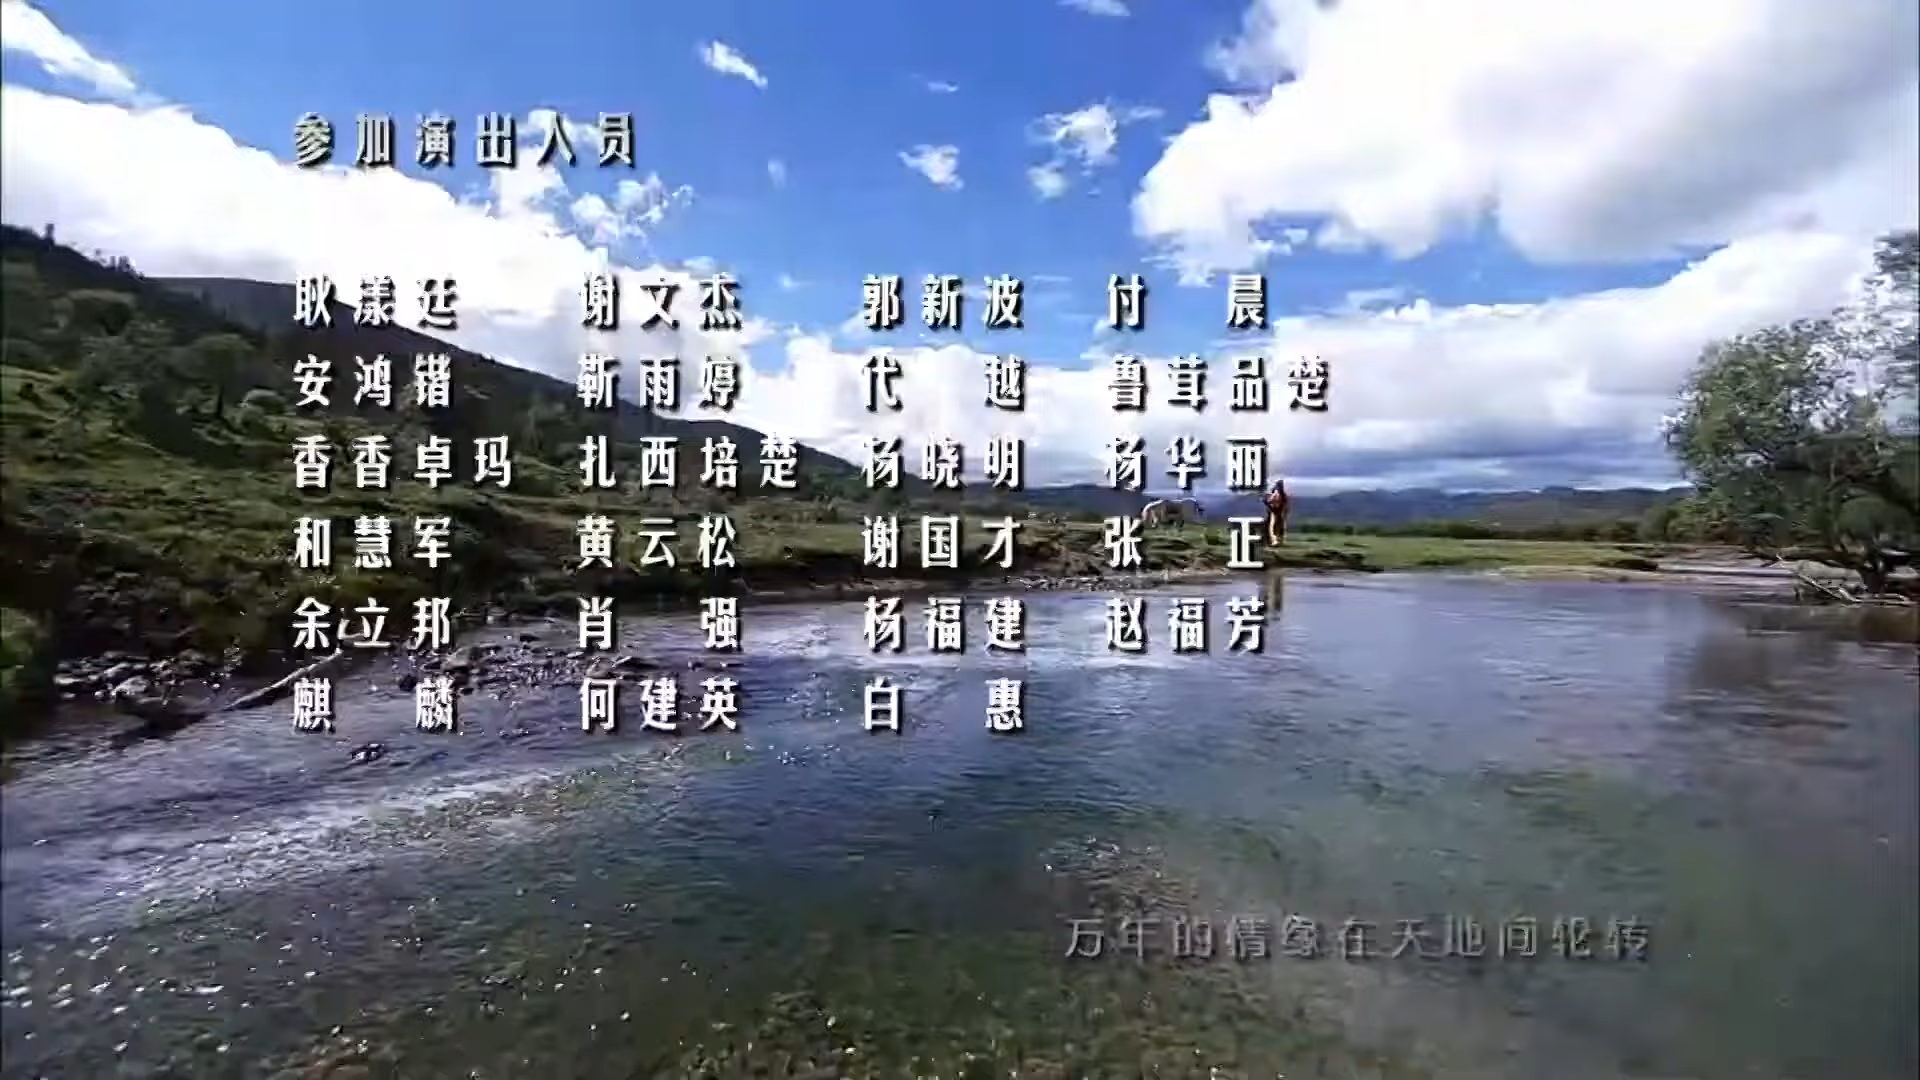 参加演出人员
耿漾廷 谢文杰 郭新波 付晨
安鸿锴 靳雨婷 代越 鲁茸品楚
香香卓玛 扎西培楚 杨晓明 杨华丽
和慧军 黄云松 谢国才 张正
余立邦 肖强 杨福建 赵福芳
麒麟 何建英 白惠
万年的情缘在天地间轮转